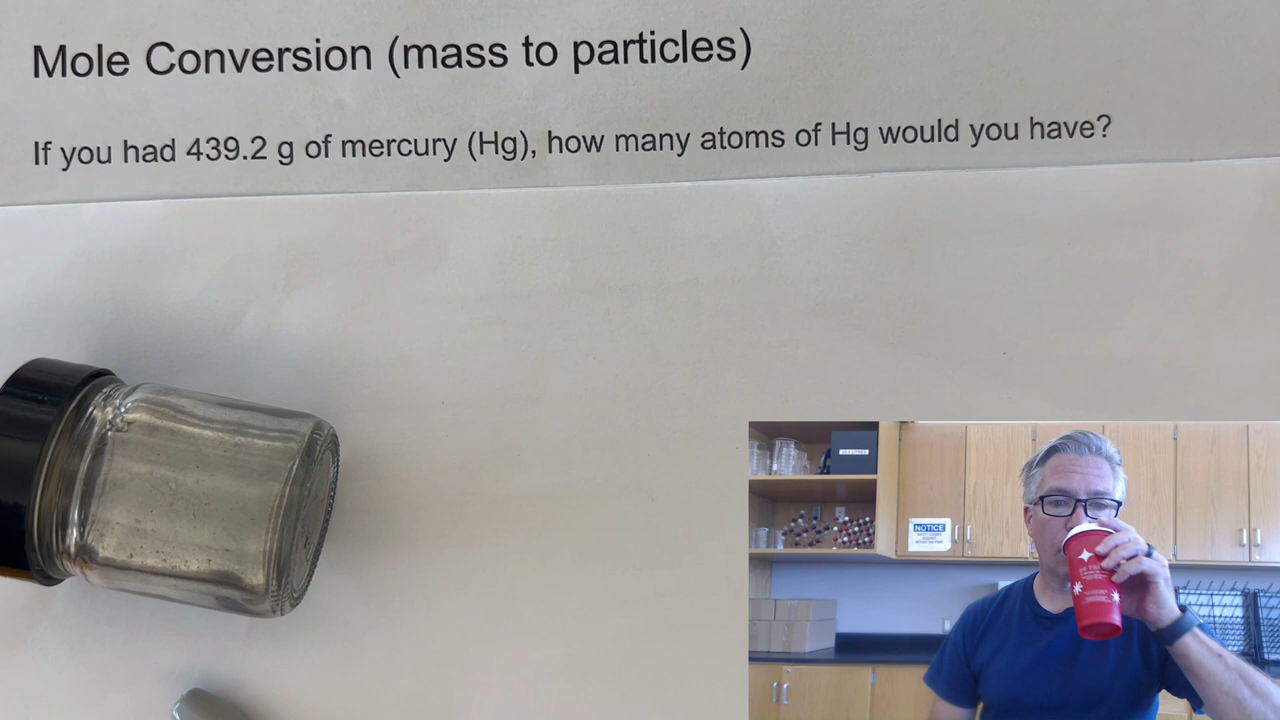 Mole Conversion (mass to particles)
If you had 439.2 g of mercury (Hg), how many atoms of Hg would you have?
NOTICE